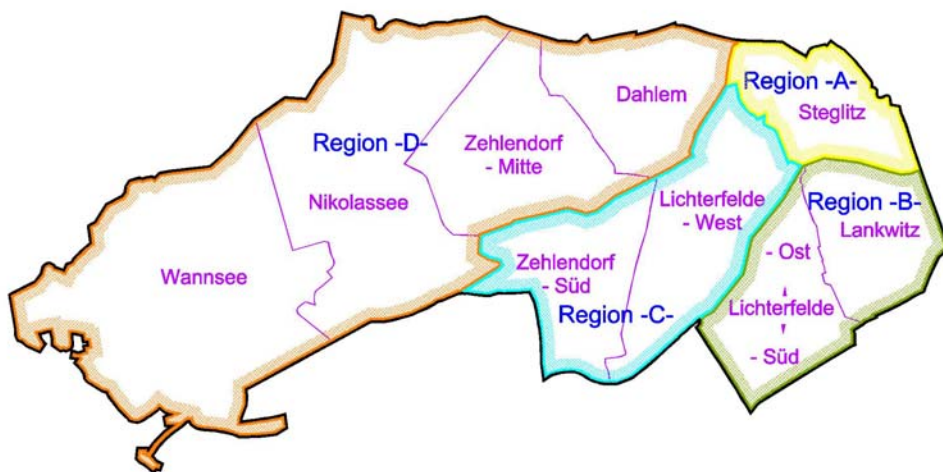 Region -A-
Steglitz
Dahlem
Region -D-
Zehlendorf
- Mitte
Nikolassee
Wannsee
Lichterfelde
- West
Zehlendorf
- Süd
Region -C-
Region -B-
Lankwitz
- Ost
Lichterfelde
- Süd